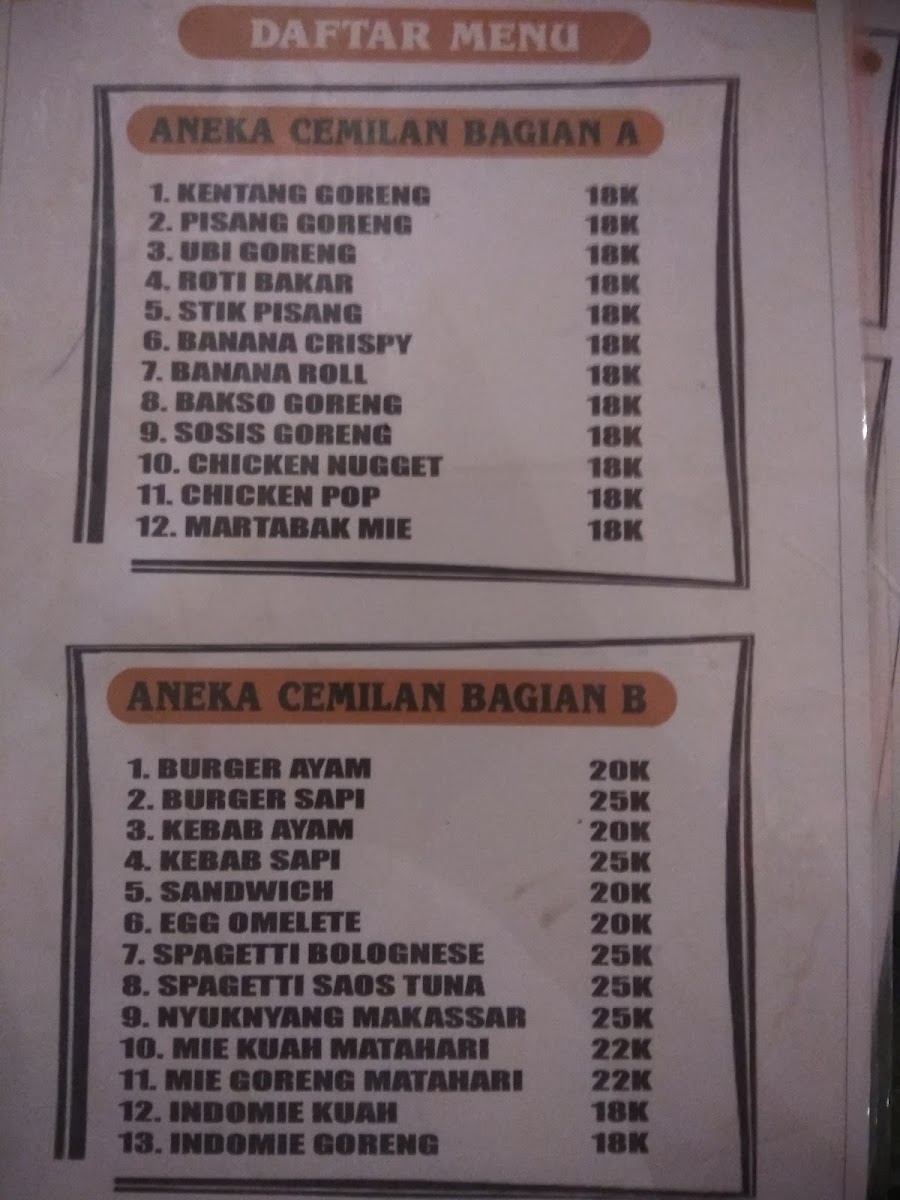 DAFTAR MENU
ANEKA CEMILAN BAGIAN A
1. KENTANG GORENG 18K
2. PISANG GORENG 18K
3. UBI GORENG 18K
4. ROTI BAKAR 18K
5. STIK PISANG 18K
6. BANANA CRISPY 18K
7. BANANA ROLL 18K
8. BAKSO GORENG 18K
9. SOSIS GORENG 18K
10. CHICKEN NUGGET 18K
11. CHICKEN POP 18K
12. MARTABAK MIE 18K
ANEKA CEMILAN BAGIAN B
1. BURGER AYAM 20K
2. BURGER SAPI 25K
3. KEBAB AYAM 20K
4. KEBAB SAPI 25K
5. SANDWICH 20K
6. EGG OMELETE 20K
7. SPAGETTI BOLOGNESE 25K
8. SPAGETTI SAOS TUNA 25K
9. NYUKNYANG MAKASSAR 25K
10. MIE KUAH MATAHARI 22K
11. MIE GORENG MATAHARI 22K
12. INDOMIE KUAH 18K
13. INDOMIE GORENG 18K